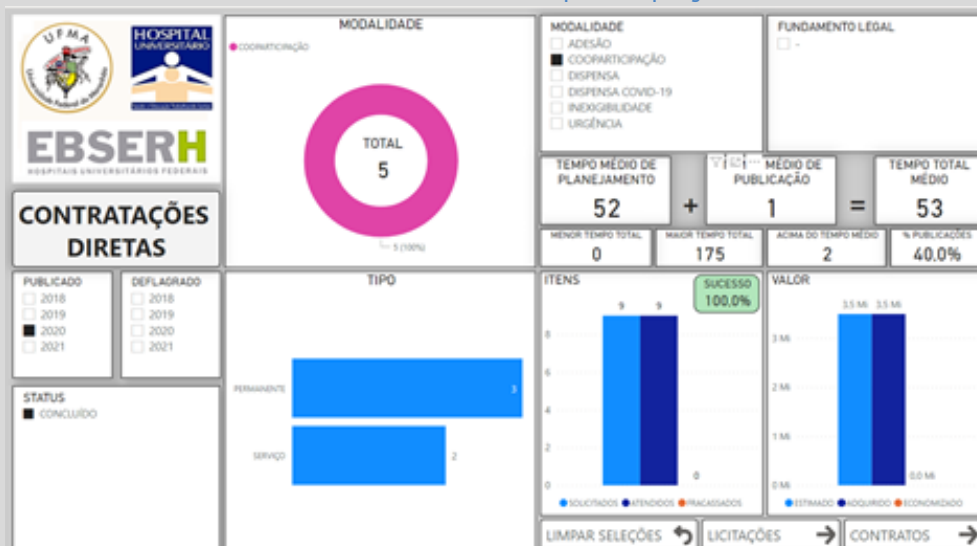 UFMA
Universidade Federal do Maranhão
HOSPITAL
UNIVERSITÁRIO
EBSERH
HOSPITAIS UNIVERSITÁRIOS FEDERAIS
CONTRATAÇÕES
DIRETAS
PUBLICADO
2018
2019
2020
2021
DEFLAGRADO
2018
2019
2020
2021
STATUS
CONCLUÍDO
MODALIDADE
COOPARTICIPAÇÃO
TOTAL
5
5 (100%)
TIPO
PERMANENTE
3
SERVIÇO
2
MODALIDADE
ADESÃO
COOPARTICIPAÇÃO
DISPENSA
DISPENSA COVID-19
INEXIGIBILIDADE
URGÊNCIA
FUNDAMENTO LEGAL
-
TEMPO MÉDIO DE
PLANEJAMENTO
52
+
MÉDIO DE
PUBLICAÇÃO
1
=
TEMPO TOTAL
MÉDIO
53
MENOR TEMPO TOTAL
0
MAIOR TEMPO TOTAL
175
ACIMA DO TEMPO MÉDIO
2
% PUBLICAÇÕES
40.0%
ITENS
SUCESSO
100,0%
9 9
8
6
4
2
0
0
SOLICITADOS ATENDIDOS FRACASSADOS
VALOR
3.5 Mi 3,5 Mi
3 Mi
2 Mi
1 Mi
0 Mi
0.0 Mi
ESTIMADO ADQUIRIDO ECONOMIZADO
LIMPAR SELEÇÕES
LICITAÇÕES
CONTRATOS